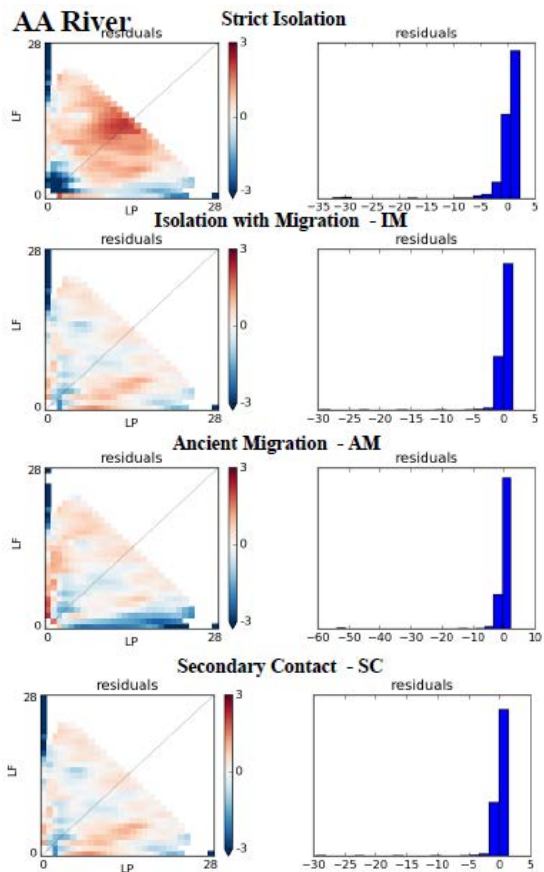 AA River
Strict Isolation
residuals
residuals
28
LF
0
LP
28
3
0
-3
-35 -30 -25 -20 -15 -10 -5 0 5
Isolation with Migration - IM
residuals
residuals
28
LF
0
LP
28
3
0
-3
-30 -25 -20 -15 -10 -5 0 5
Ancient Migration - AM
residuals
residuals
28
LF
0
LP
28
3
0
-3
-60 -50 -40 -30 -20 -10 0 10
Secondary Contact - SC
residuals
residuals
28
LF
0
LP
28
3
0
-3
-30 -25 -20 -15 -10 -5 0 5